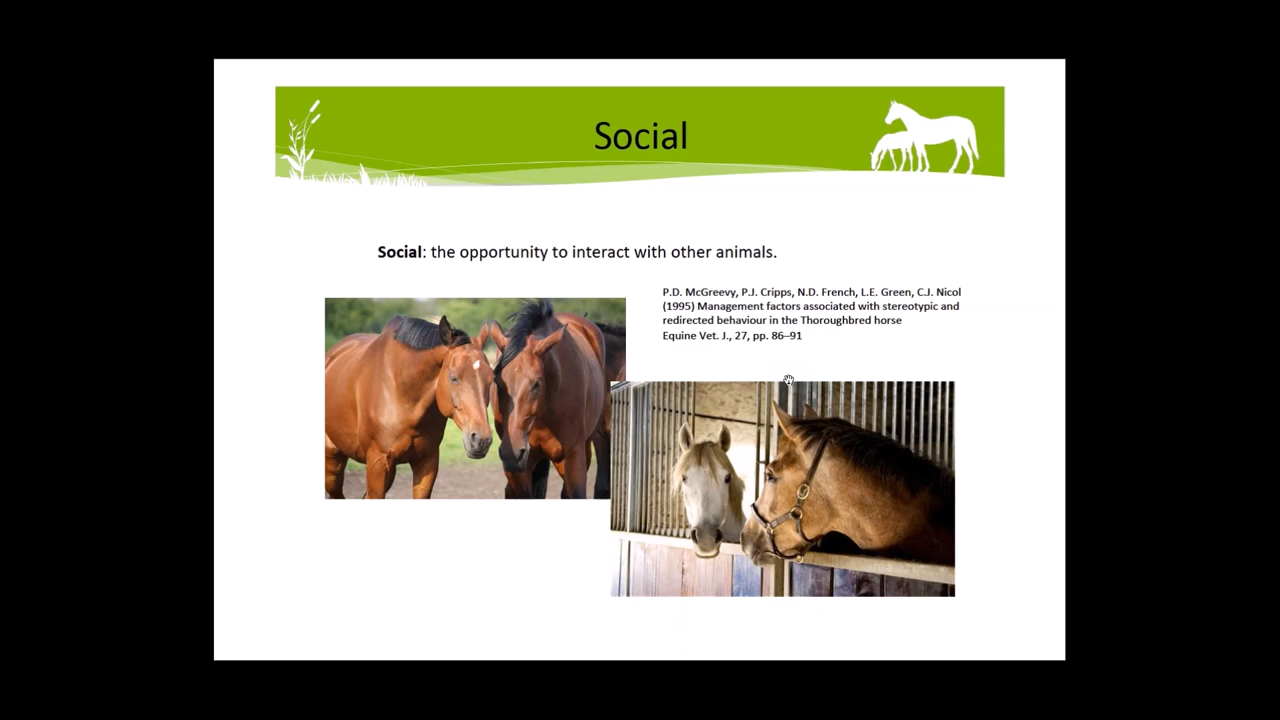 Social
Social: the opportunity to interact with other animals.
P.D. McGreevy, P.J. Cripps, N.D. French, L.E. Green, C.J. Nicol
(1995) Management factors associated with stereotypic and
redirected behaviour in the Thoroughbred horse
Equine Vet. J., 27, pp. 86–91